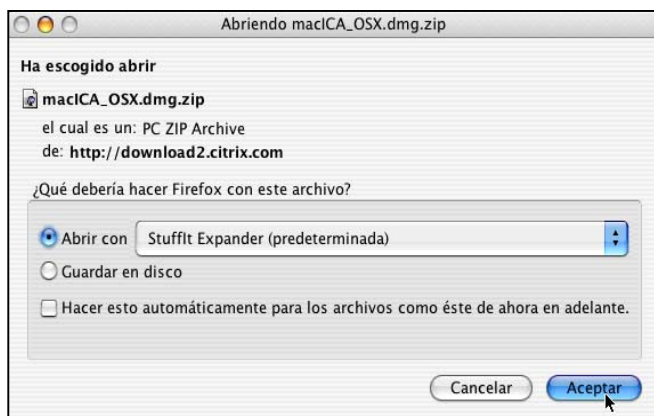 Abriendo macICA_OSX.dmg.zip
Ha escogido abrir
macICA_OSX.dmg.zip
el cual es un: PC ZIP Archive
de: http://download2.citrix.com
¿Qué debería hacer Firefox con este archivo?
Abrir con StuffIt Expander (predeterminada)
Guardar en disco
Hacer esto automáticamente para los archivos como éste de ahora en adelante.
Cancelar Aceptar